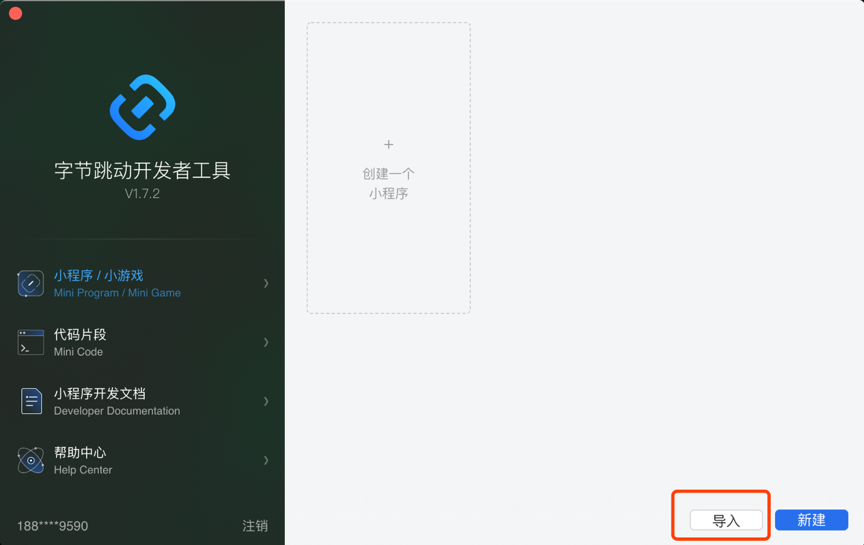 字节跳动开发者工具
V1.7.2
小程序 / 小游戏
Mini Program / Mini Game
代码片段
Mini Code
小程序开发文档
Developer Documentation
帮助中心
Help Center
188****9590 注销
+
创建一个
小程序
导入 新建